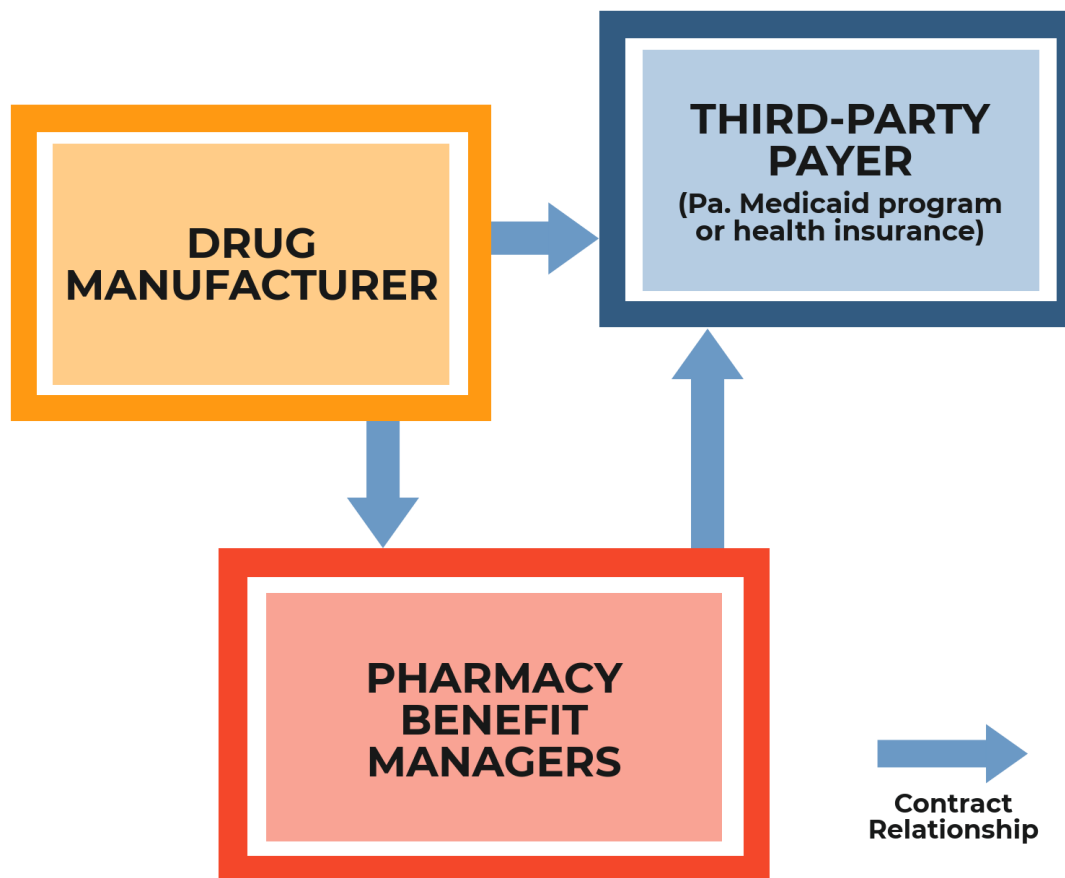 DRUG
MANUFACTURER
THIRD-PARTY
PAYER
(Pa. Medicaid program
or health insurance)
PHARMACY
BENEFIT
MANAGERS
Contract
Relationship